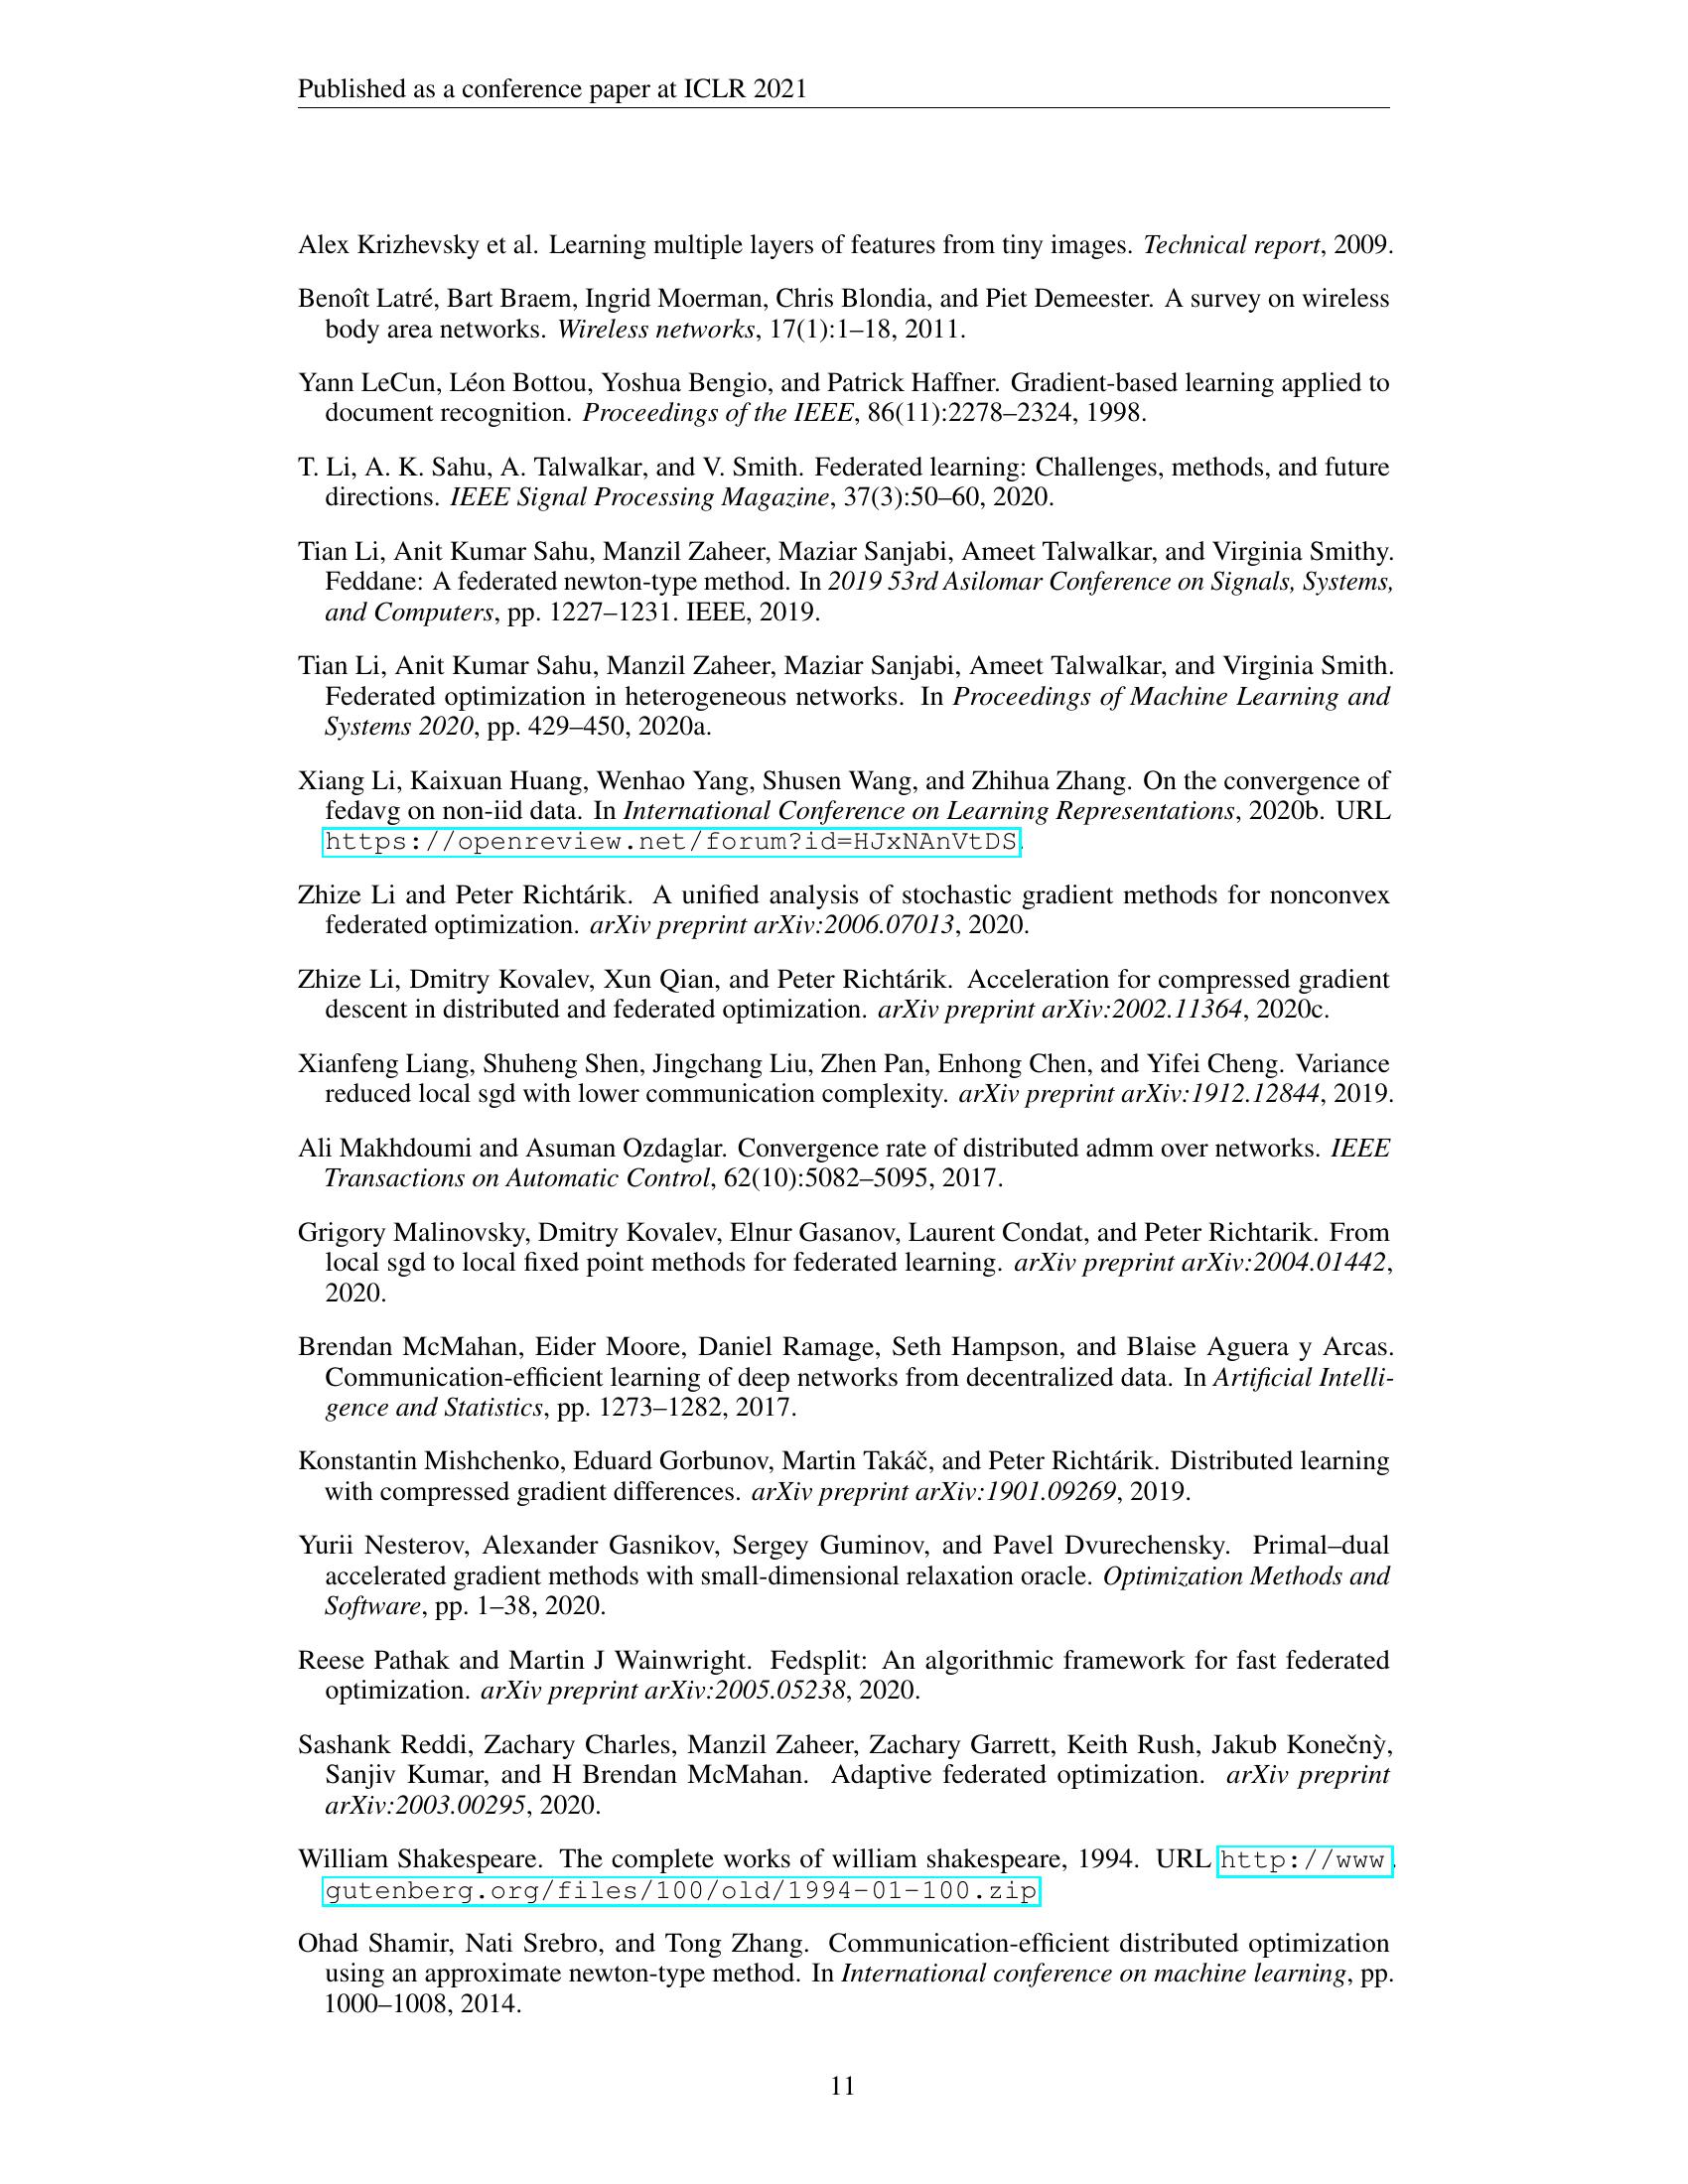 Published as a conference paper at ICLR 2021
Alex Krizhevsky et al. Learning multiple layers of features from tiny images. Technical report, 2009.
Benoît Latré, Bart Braem, Ingrid Moerman, Chris Blondia, and Piet Demeester. A survey on wireless
body area networks. Wireless networks, 17(1):1–18, 2011.
Yann LeCun, Léon Bottou, Yoshua Bengio, and Patrick Haffner. Gradient-based learning applied to
document recognition. Proceedings of the IEEE, 86(11):2278–2324, 1998.
T. Li, A. K. Sahu, A. Talwalkar, and V. Smith. Federated learning: Challenges, methods, and future
directions. IEEE Signal Processing Magazine, 37(3):50–60, 2020.
Tian Li, Anit Kumar Sahu, Manzil Zaheer, Maziar Sanjabi, Ameet Talwalkar, and Virginia Smithy.
Feddane: A federated newton-type method. In 2019 53rd Asilomar Conference on Signals, Systems,
and Computers, pp. 1227–1231. IEEE, 2019.
Tian Li, Anit Kumar Sahu, Manzil Zaheer, Maziar Sanjabi, Ameet Talwalkar, and Virginia Smith.
Federated optimization in heterogeneous networks. In Proceedings of Machine Learning and
Systems 2020, pp. 429–450, 2020a.
Xiang Li, Kaixuan Huang, Wenhao Yang, Shusen Wang, and Zhihua Zhang. On the convergence of
fedavg on non-iid data. In International Conference on Learning Representations, 2020b. URL
https://openreview.net/forum?id=HJxNAnVtDS.
Zhize Li and Peter Richtárik. A unified analysis of stochastic gradient methods for nonconvex
federated optimization. arXiv preprint arXiv:2006.07013, 2020.
Zhize Li, Dmitry Kovalev, Xun Qian, and Peter Richtárik. Acceleration for compressed gradient
descent in distributed and federated optimization. arXiv preprint arXiv:2002.11364, 2020c.
Xianfeng Liang, Shuheng Shen, Jingchang Liu, Zhen Pan, Enhong Chen, and Yifei Cheng. Variance
reduced local sgd with lower communication complexity. arXiv preprint arXiv:1912.12844, 2019.
Ali Makhdoumi and Asuman Ozdaglar. Convergence rate of distributed admm over networks. IEEE
Transactions on Automatic Control, 62(10):5082–5095, 2017.
Grigory Malinovsky, Dmitry Kovalev, Elnur Gasanov, Laurent Condat, and Peter Richtarik. From
local sgd to local fixed point methods for federated learning. arXiv preprint arXiv:2004.01442,
2020.
Brendan McMahan, Eider Moore, Daniel Ramage, Seth Hampson, and Blaise Aguera y Arcas.
Communication-efficient learning of deep networks from decentralized data. In Artificial Intelli-
gence and Statistics, pp. 1273–1282, 2017.
Konstantin Mishchenko, Eduard Gorbunov, Martin Takáč, and Peter Richtárik. Distributed learning
with compressed gradient differences. arXiv preprint arXiv:1901.09269, 2019.
Yurii Nesterov, Alexander Gasnikov, Sergey Guminov, and Pavel Dvurechensky. Primal–dual
accelerated gradient methods with small-dimensional relaxation oracle. Optimization Methods and
Software, pp. 1–38, 2020.
Reese Pathak and Martin J Wainwright. Fedsplit: An algorithmic framework for fast federated
optimization. arXiv preprint arXiv:2005.05238, 2020.
Sashank Reddi, Zachary Charles, Manzil Zaheer, Zachary Garrett, Keith Rush, Jakub Konečnỳ,
Sanjiv Kumar, and H Brendan McMahan. Adaptive federated optimization. arXiv preprint
arXiv:2003.00295, 2020.
William Shakespeare. The complete works of william shakespeare, 1994. URL http://www.
gutenberg.org/files/100/old/1994-01-100.zip
Ohad Shamir, Nati Srebro, and Tong Zhang. Communication-efficient distributed optimization
using an approximate newton-type method. In International conference on machine learning, pp.
1000–1008, 2014.
11